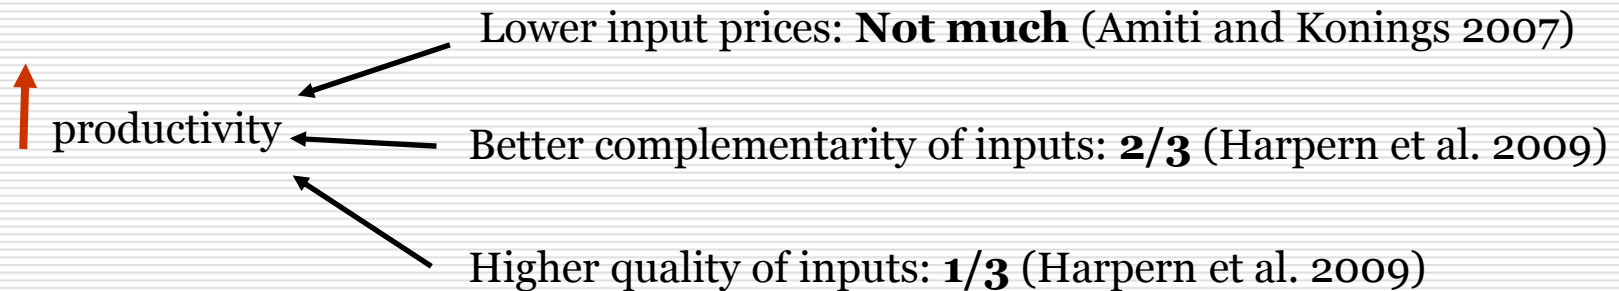 Lower input prices: Not much (Amiti and Konings 2007)
productivity
Better complementarity of inputs: 2/3 (Harpern et al. 2009)
Higher quality of inputs: 1/3 (Harpern et al. 2009)